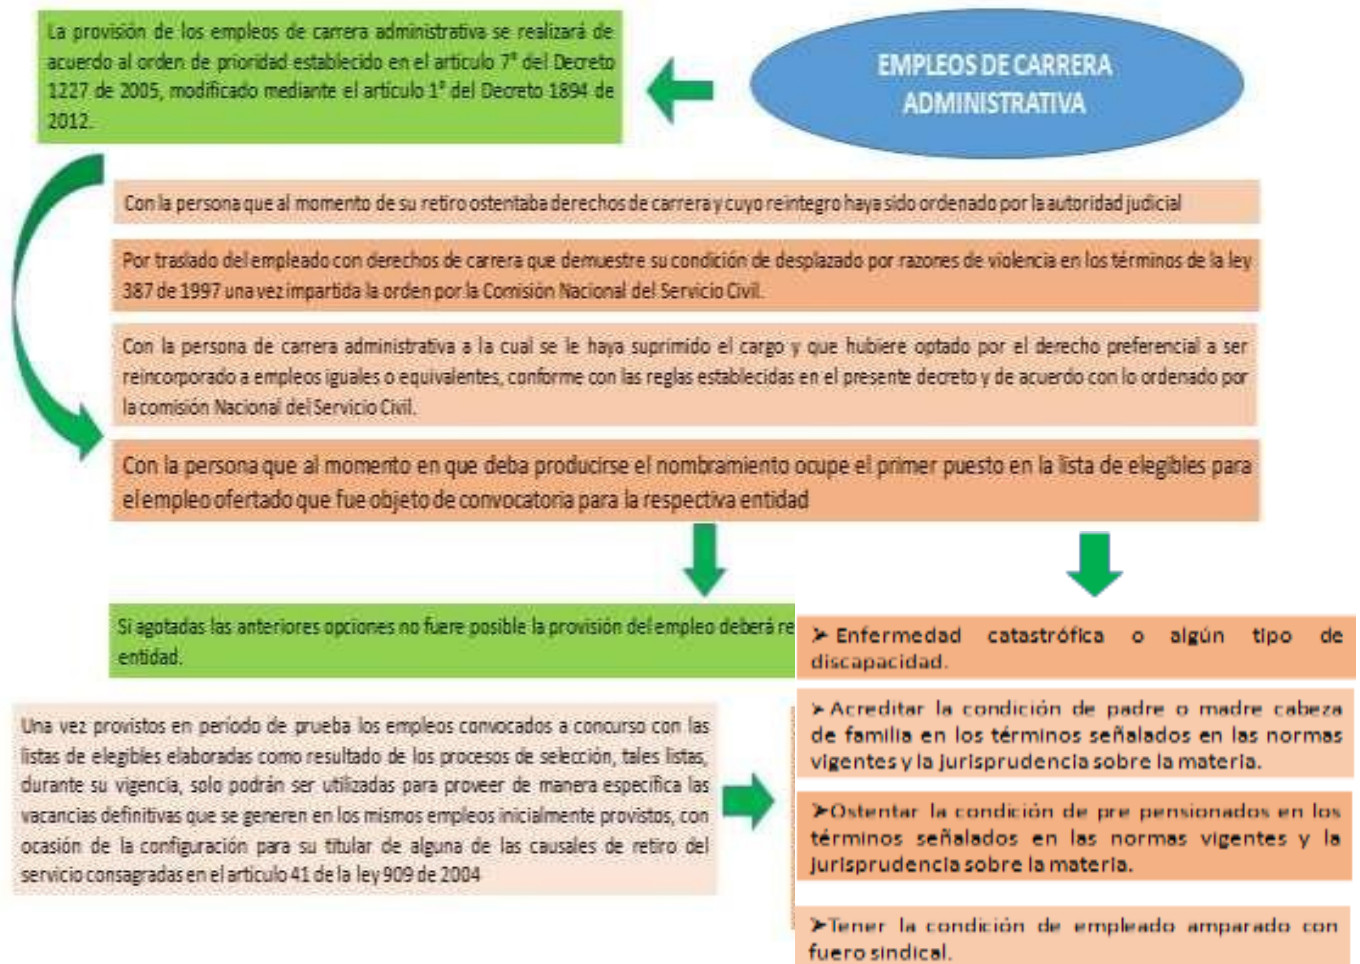 La provisión de los empleos de carrera administrativa se realizará de
acuerdo al orden de prioridad establecido en el artículo 7° del Decreto
1227 de 2005, modificado mediante el artículo 1° del Decreto 1894 de
2012.
EMPLEOS DE CARRERA
ADMINISTRATIVA
Con la persona que al momento de su retiro ostentaba derechos de carrera y cuyo reintegro haya sido ordenado por la autoridad judicial
Por traslado del empleado con derechos de carrera que demuestre su condición de desplazado por razones de violencia en los términos de la ley
387 de 1997 una vez impartida la orden por la Comisión Nacional del Servicio Civil.
Con la persona de carrera administrativa a la cual se le haya suprimido el cargo y que hubiere optado por el derecho preferencial a ser
reincorporado a empleos iguales o equivalentes, conforme con las reglas establecidas en el presente decreto y de acuerdo con lo ordenado por
la comisión Nacional del Servicio Civil.
Con la persona que al momento en que deba producirse el nombramiento ocupe el primer puesto en la lista de elegibles para
el empleo ofertado que fue objeto de convocatoria para la respectiva entidad
Si agotadas las anteriores opciones no fuere posible la provisión del empleo deberá re
entidad.
Una vez provistos en período de prueba los empleos convocados a concurso con las
listas de elegibles elaboradas como resultado de los procesos de selección, tales listas,
durante su vigencia, solo podrán ser utilizadas para proveer de manera específica las
vacancias definitivas que se generen en los mismos empleos inicialmente provistos, con
ocasión de la configuración para su titular de alguna de las causales de retiro del
servicio consagradas en el artículo 41 de la ley 909 de 2004
➤ Enfermedad catastrófica o algún tipo de
discapacidad.
➤ Acreditar la condición de padre o madre cabeza
de familia en los términos señalados en las normas
vigentes y la jurisprudencia sobre la materia.
➤Ostentar la condición de pre pensionados en los
términos señalados en las normas vigentes y la
jurisprudencia sobre la materia.
➤Tener la condición de empleado amparado con
fuero sindical.